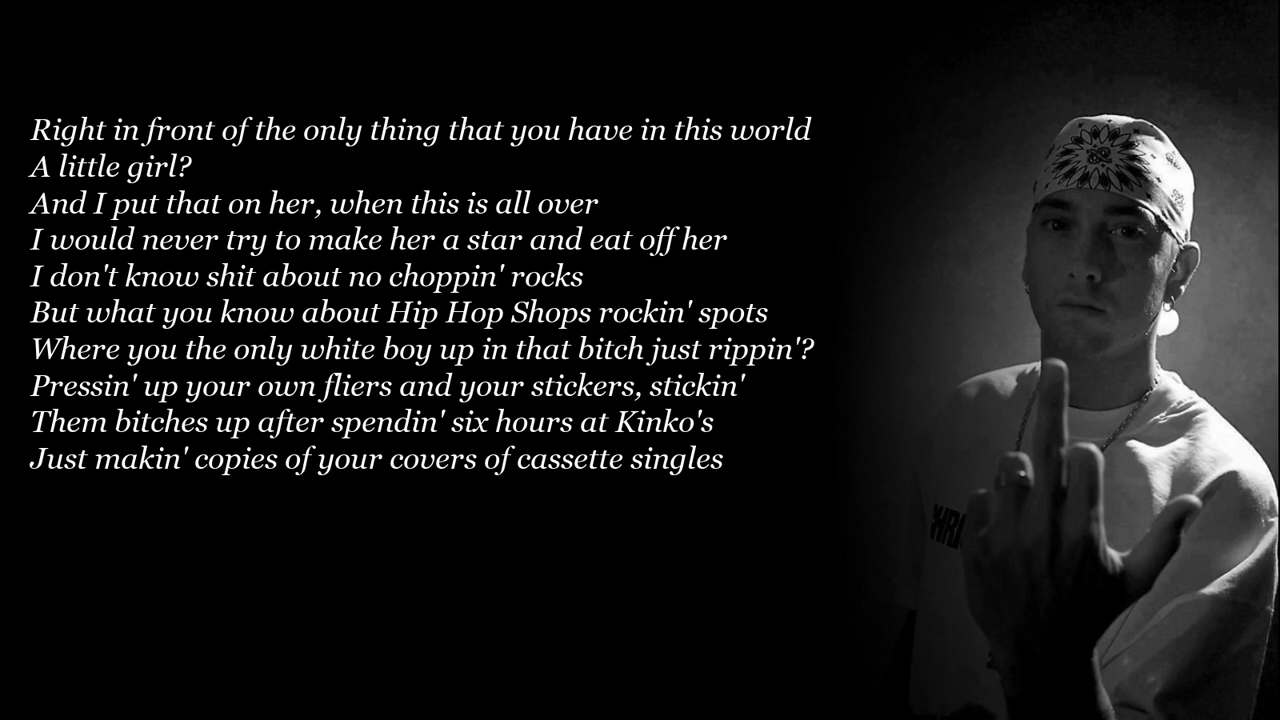 Right in front of the only thing that you have in this world
A little girl?
And I put that on her, when this is all over
I would never try to make her a star and eat off her
I don't know shit about no choppin' rocks
But what you know about Hip Hop Shops rockin' spots
Where you the only white boy up in that bitch just rippin'?
Pressin' up your own fliers and your stickers, stickin'
Them bitches up after spendin' six hours at Kinko's
Just makin' copies of your covers of cassette singles